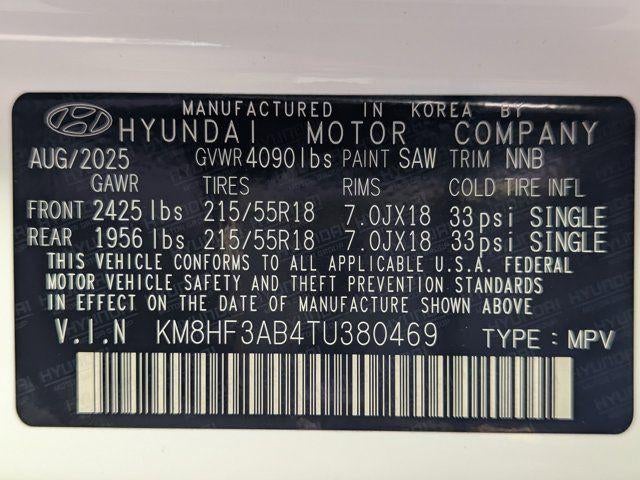 MANUFACTURED IN KOREA BY
HYUNDAI MOTOR COMPANY
AUG/2025 GVWR 4090 lbs PAINT SAW TRIM NNB
GAWR TIRES RIMS COLD TIRE INFL
FRONT 2425 lbs 215/55R18 7.0JX18 33psi SINGLE
REAR 1956 lbs 215/55R18 7.0JX18 33psi SINGLE
THIS VEHICLE CONFORMS TO ALL APPLICABLE U.S.A. FEDERAL
MOTOR VEHICLE SAFETY AND THEFT PREVENTION STANDARDS
IN EFFECT ON THE DATE OF MANUFACTURE SHOWN ABOVE.
V.I.N KM8HF3AB4TU380469 TYPE : MPV